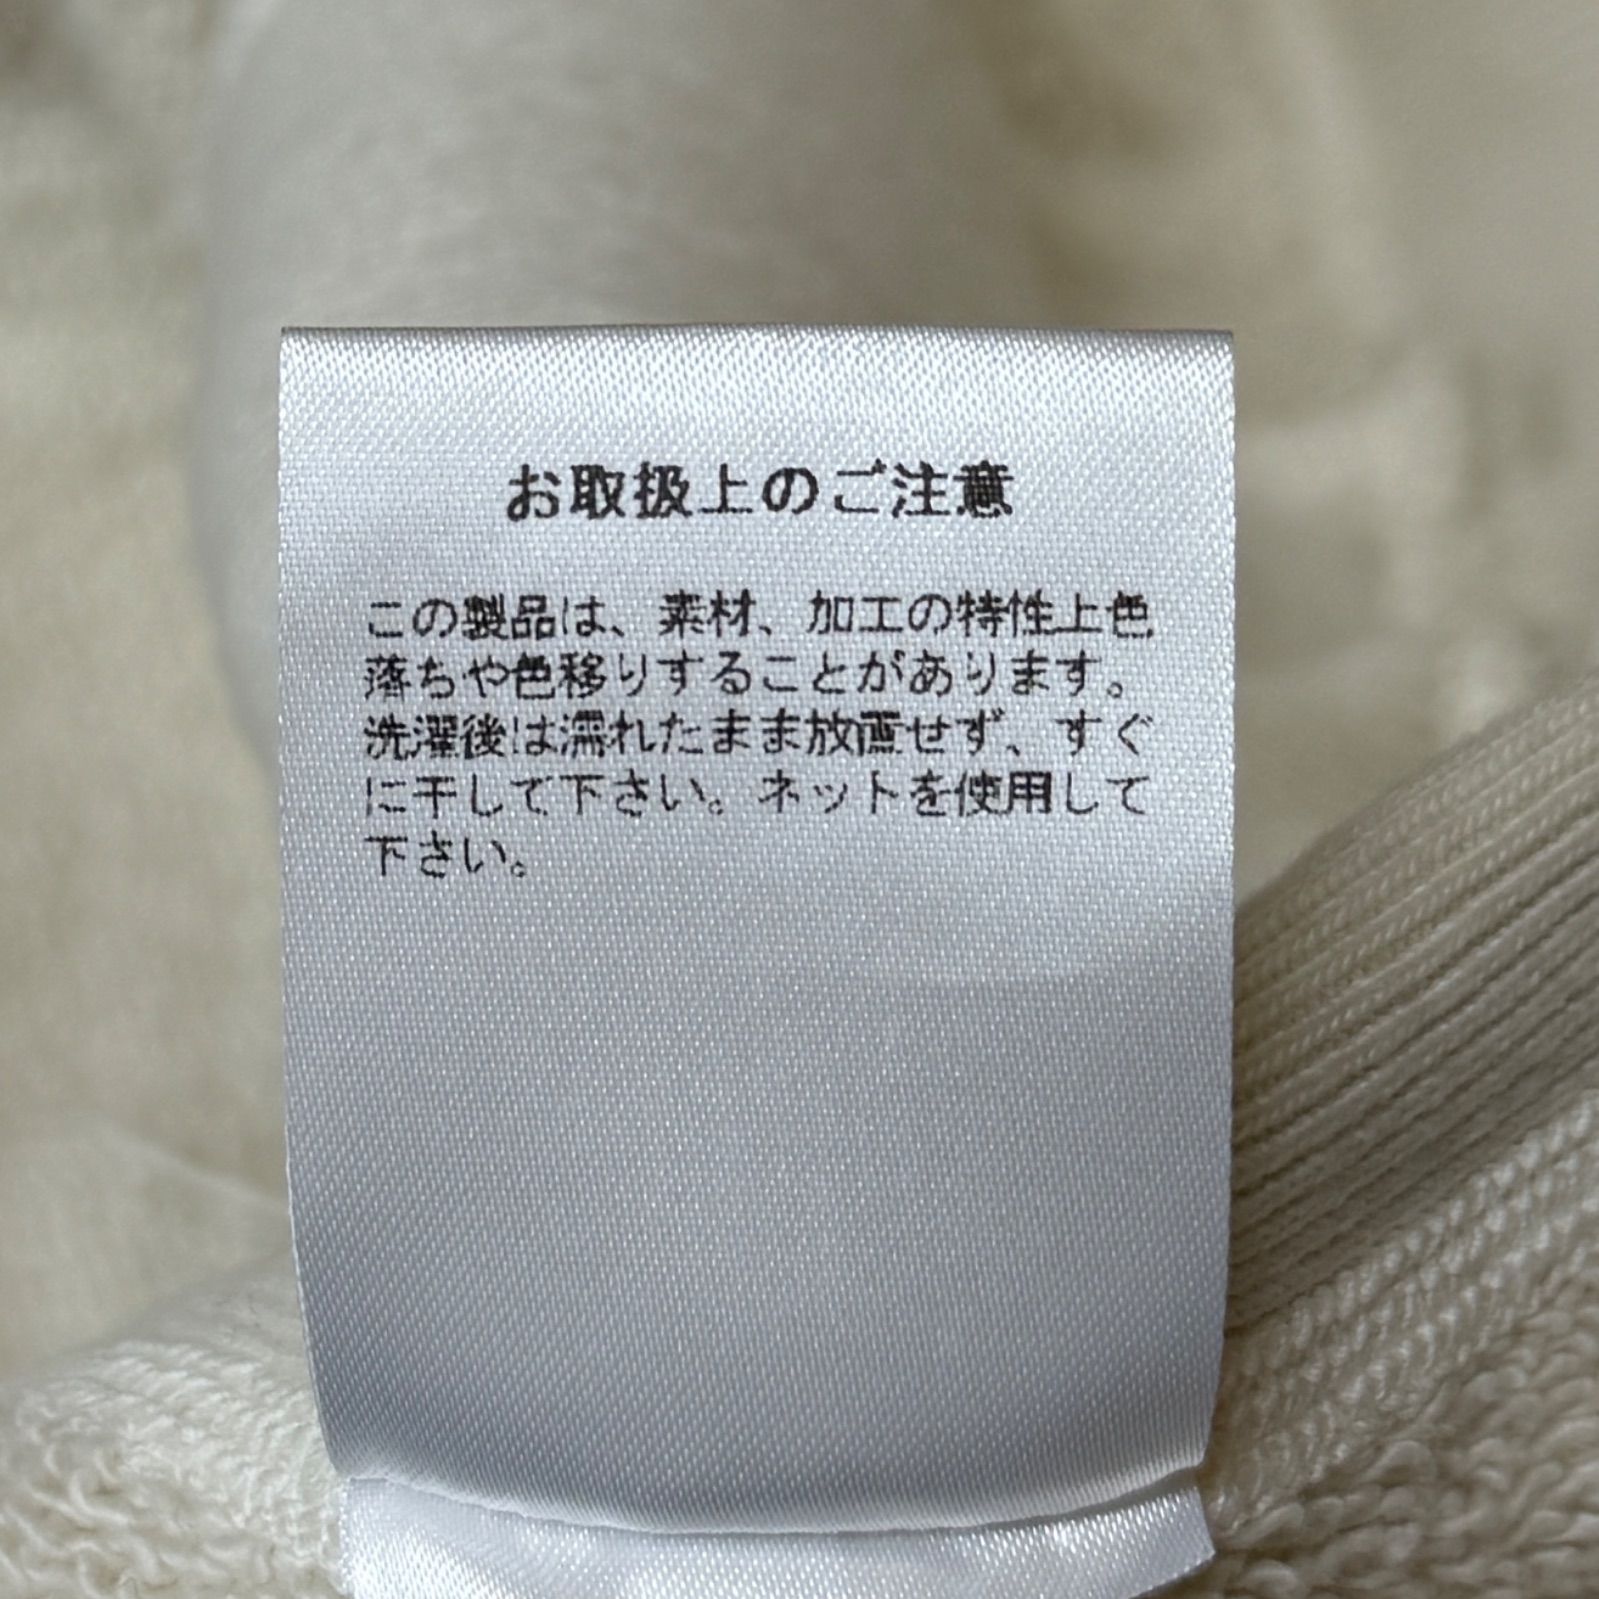 お取扱上のご注意
この製品は、素材、加工の特性上色
落ちや色移りすることがあります。
洗濯後は濡れたまま放置せず、すぐ
に干して下さい。ネットを使用して
下さい。